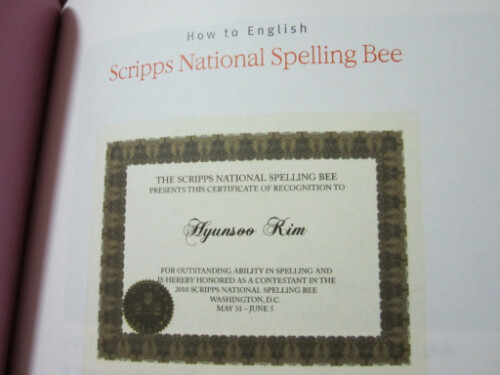 How to English
Scripps National Spelling Bee
THE SCRIPPS NATIONAL SPELLING BEE
PRESENTS THIS CERTIFICATE OF RECOGNITION TO
Hyunsoo Kim
FOR OUTSTANDING ABILITY IN SPELLING AND
IS HEREBY HONORED AS A CONTESTANT IN THE
2010 SCRIPPS NATIONAL SPELLING BEE
WASHINGTON, D.C.
MAY 31 – JUNE 5